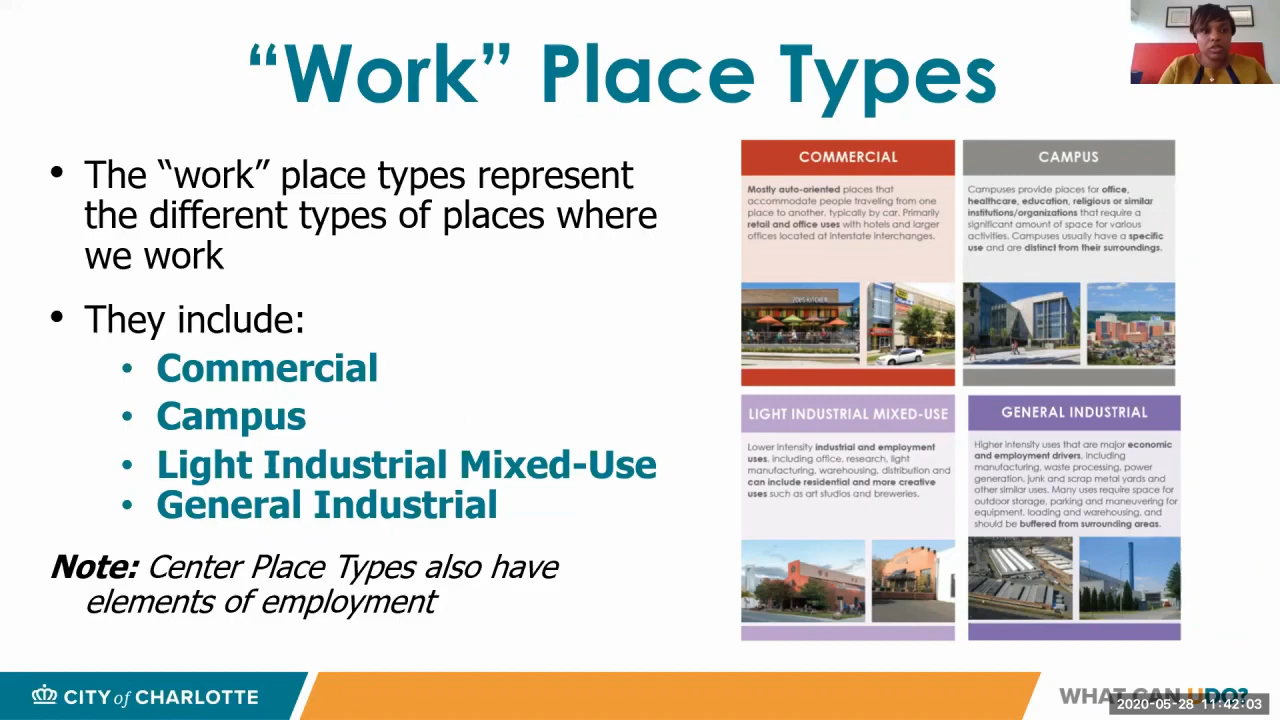 “Work” Place Types
• The “work” place types represent
the different types of places where
we work
• They include:
• Commercial
• Campus
• Light Industrial Mixed-Use
• General Industrial
Note: Center Place Types also have
elements of employment
COMMERCIAL
Mostly auto-oriented places that
accommodate people traveling from one
place to another, typically by car. Primarily
retail and office uses with hotels and larger
offices located at interstate interchanges.
CAMPUS
Campuses provide places for office,
healthcare, education, religious or similar
institutions/organizations that require a
significant amount of space for various
activities. Campuses usually have a specific
use and are distinct from their surroundings.
LIGHT INDUSTRIAL MIXED-USE
Lower intensity industrial and employment
uses, including office, research, light
manufacturing, warehousing, distribution and
can include residential and more creative
uses such as art studios and breweries.
GENERAL INDUSTRIAL
Higher intensity uses that are major economic
and employment drivers, including
manufacturing, waste processing, power
generation, junk and scrap metal yards and
other similar uses. Many uses require space for
outdoor storage, parking and maneuvering for
equipment, loading and warehousing, and
should be buffered from surrounding areas.
CITY of CHARLOTTE
WHAT CAN UDO?
2020-05-28 11:42:03